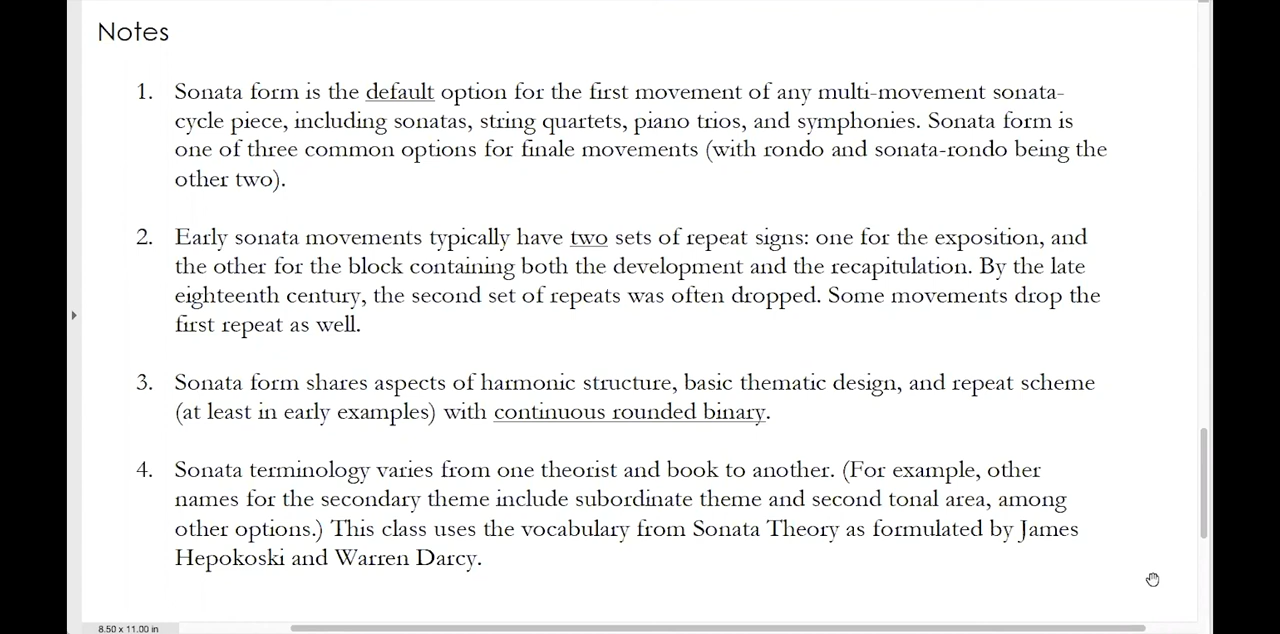 Notes
1. Sonata form is the default option for the first movement of any multi-movement sonata-
cycle piece, including sonatas, string quartets, piano trios, and symphonies. Sonata form is
one of three common options for finale movements (with rondo and sonata-rondo being the
other two).
2. Early sonata movements typically have two sets of repeat signs: one for the exposition, and
the other for the block containing both the development and the recapitulation. By the late
eighteenth century, the second set of repeats was often dropped. Some movements drop the
first repeat as well.
3. Sonata form shares aspects of harmonic structure, basic thematic design, and repeat scheme
(at least in early examples) with continuous rounded binary.
4. Sonata terminology varies from one theorist and book to another. (For example, other
names for the secondary theme include subordinate theme and second tonal area, among
other options.) This class uses the vocabulary from Sonata Theory as formulated by James
Hepokoski and Warren Darcy.
8.50 x 11.00 in